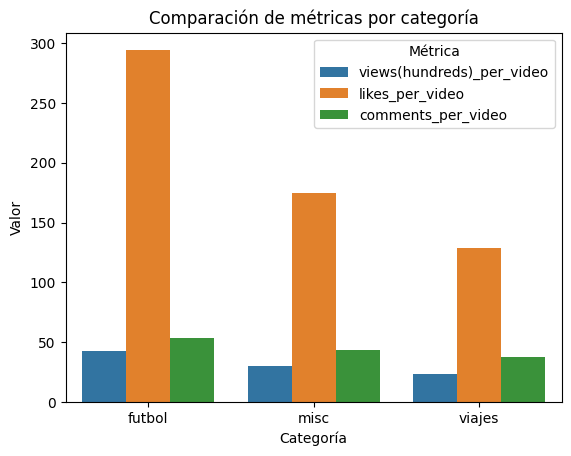 Comparación de métricas por categoría
Métrica
views(hundreds)_per_video
likes_per_video
comments_per_video
Valor
300
250
200
150
100
50
0
futbol misc viajes
Categoría